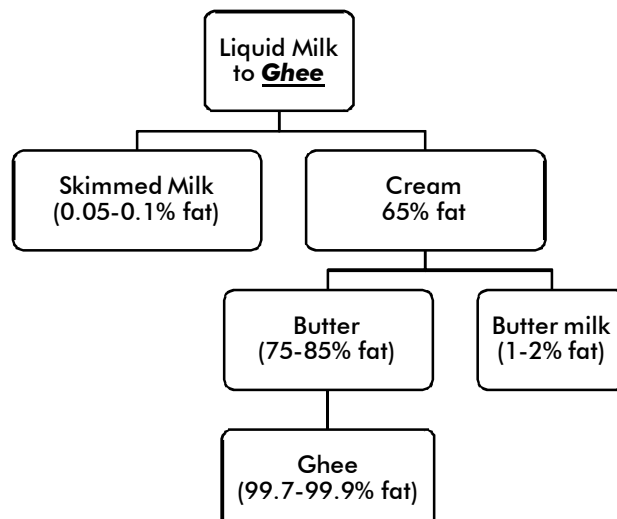 Liquid Milk
to Ghee
Skimmed Milk
(0.05-0.1% fat)
Cream
65% fat
Butter
(75-85% fat)
Butter milk
(1-2% fat)
Ghee
(99.7-99.9% fat)